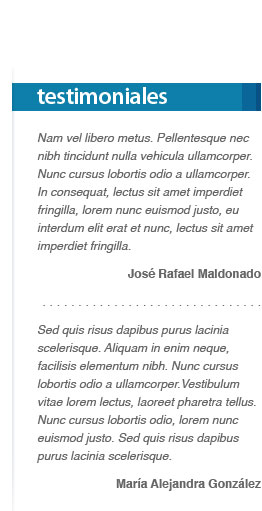 testimoniales
Nam vel libero metus. Pellentesque nec
nibh tincidunt nulla vehicula ullamcorper.
Nunc cursus lobortis odio a ullamcorper.
In consequat, lectus sit amet imperdiet
fringilla, lorem nunc euismod justo, eu
interdum elit erat et nunc, lectus sit amet
imperdiet fringilla.
José Rafael Maldonado
Sed quis risus dapibus purus lacinia
scelerisque. Aliquam in enim neque,
facilisis elementum nibh. Nunc cursus
lobortis odio a ullamcorper.Vestibulum
vitae lorem lectus, laoreet pharetra tellus.
Nunc cursus lobortis odio, lorem nunc
euismod justo. Sed quis risus dapibus
purus lacinia scelerisque.
María Alejandra González